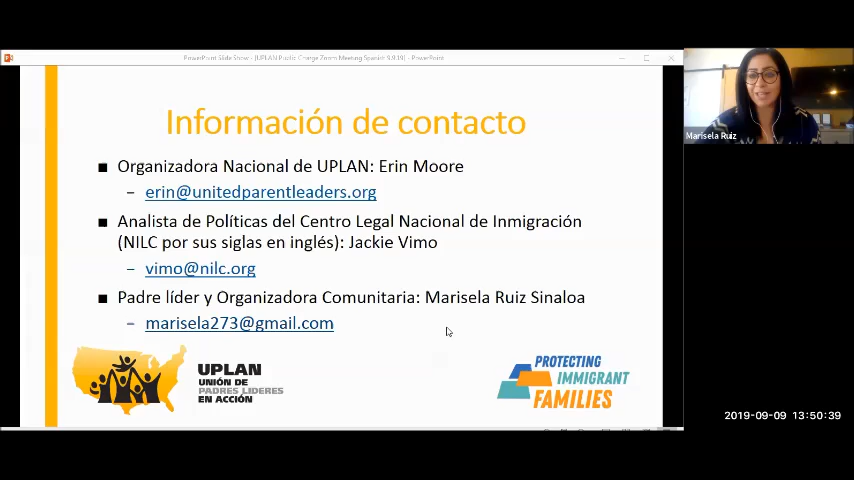 PowerPoint Slide Show - [UPLAN Public Charge Zoom Meeting Spanish 9.9.19] - PowerPoint
Información de contacto
■ Organizadora Nacional de UPLAN: Erin Moore
– erin@unitedparentleaders.org
■ Analista de Políticas del Centro Legal Nacional de Inmigración
(NILC por sus siglas en inglés): Jackie Vimo
– vimo@nilc.org
■ Padre líder y Organizadora Comunitaria: Marisela Ruiz Sinaloa
– marisela273@gmail.com
UPLAN
UNIÓN DE
PADRES LIDERES
EN ACCIÓN
PROTECTING
IMMIGRANT
FAMILIES
Marisela Ruiz
2019-09-09 13:50:39